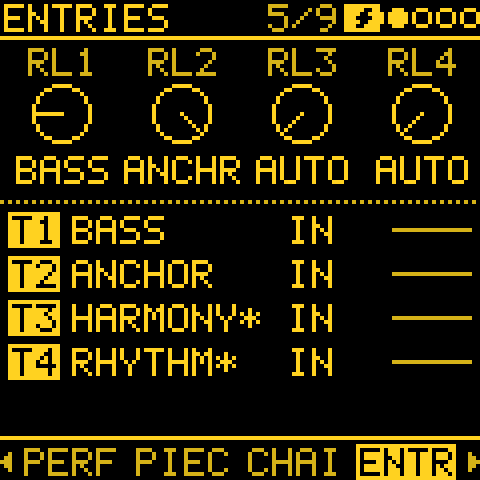 ENTRIES 5/9 f
RL1 RL2 RL3 RL4
BASS ANCHR AUTO AUTO
T1 BASS IN
T2 ANCHOR IN
T3 HARMONY* IN
T4 RHYTHM* IN
PERF PIEC CHAI ENTR